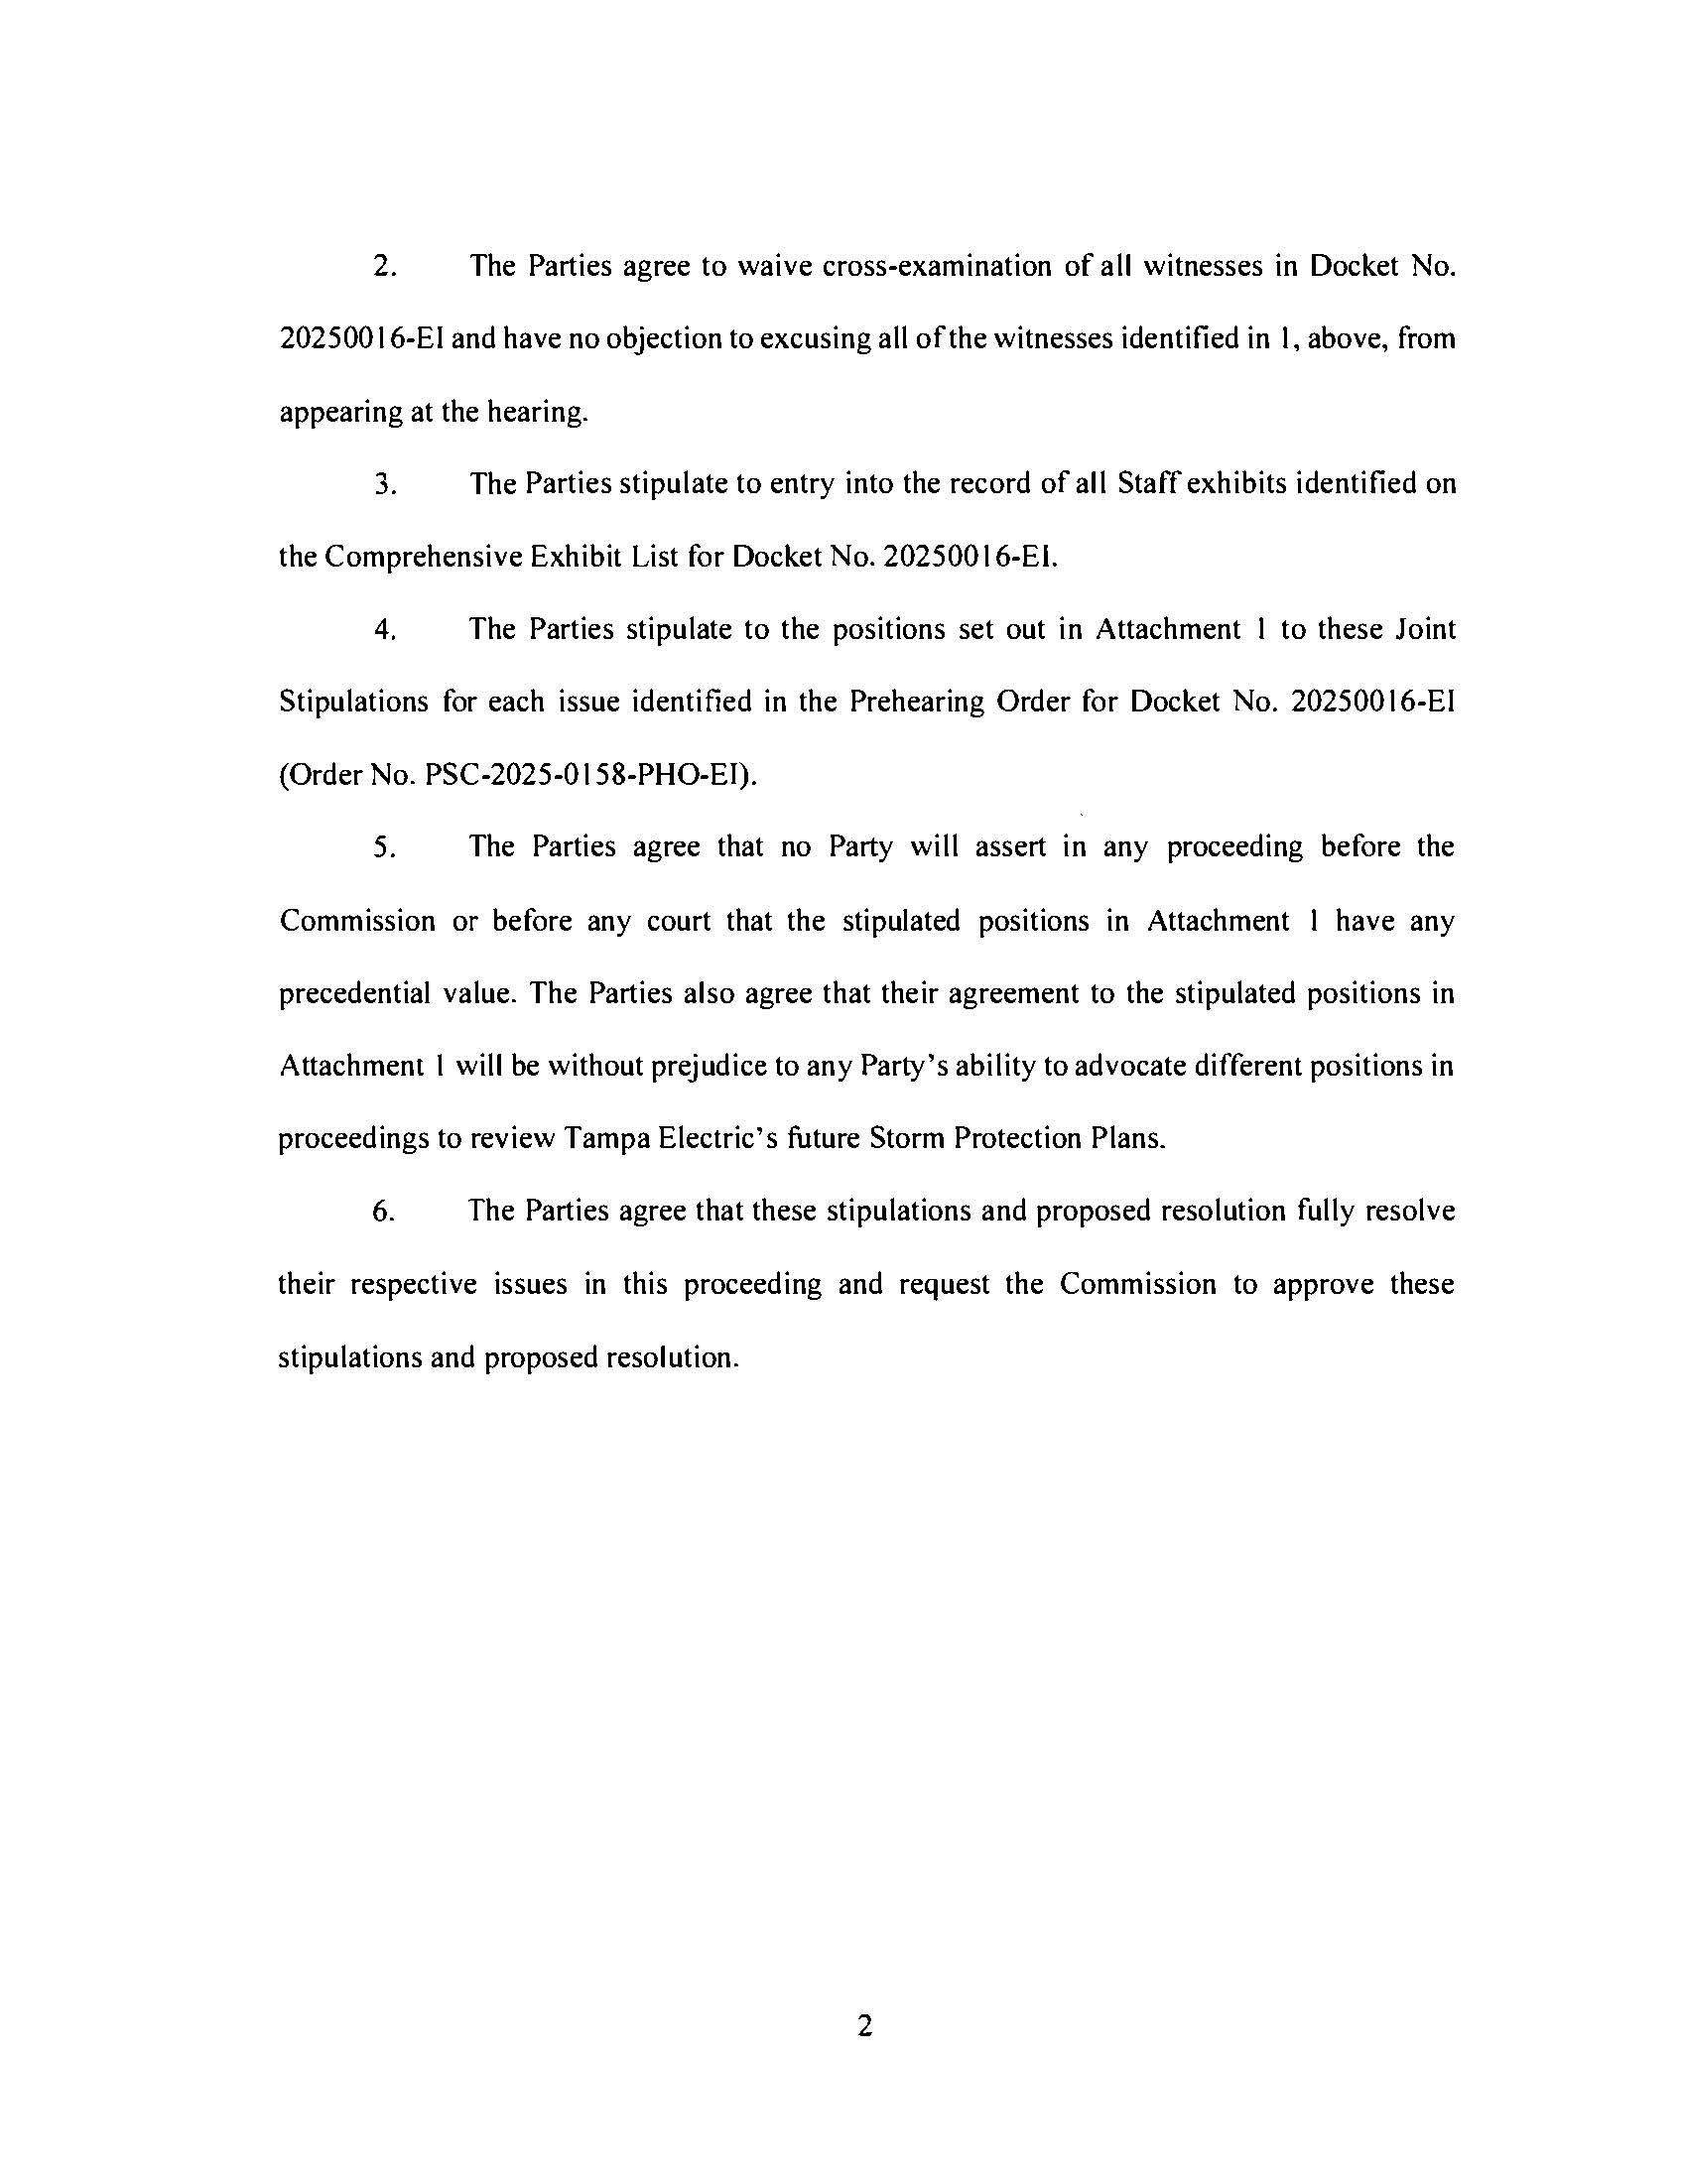 2. The Parties agree to waive cross-examination of all witnesses in Docket No.
20250016-EI and have no objection to excusing all of the witnesses identified in 1, above, from
appearing at the hearing.
3. The Parties stipulate to entry into the record of all Staff exhibits identified on
the Comprehensive Exhibit List for Docket No. 20250016-EI.
4. The Parties stipulate to the positions set out in Attachment 1 to these Joint
Stipulations for each issue identified in the Prehearing Order for Docket No. 20250016-EI
(Order No. PSC-2025-0158-PHO-EI).
5. The Parties agree that no Party will assert in any proceeding before the
Commission or before any court that the stipulated positions in Attachment 1 have any
precedential value. The Parties also agree that their agreement to the stipulated positions in
Attachment 1 will be without prejudice to any Party's ability to advocate different positions in
proceedings to review Tampa Electric's future Storm Protection Plans.
6. The Parties agree that these stipulations and proposed resolution fully resolve
their respective issues in this proceeding and request the Commission to approve these
stipulations and proposed resolution.
2